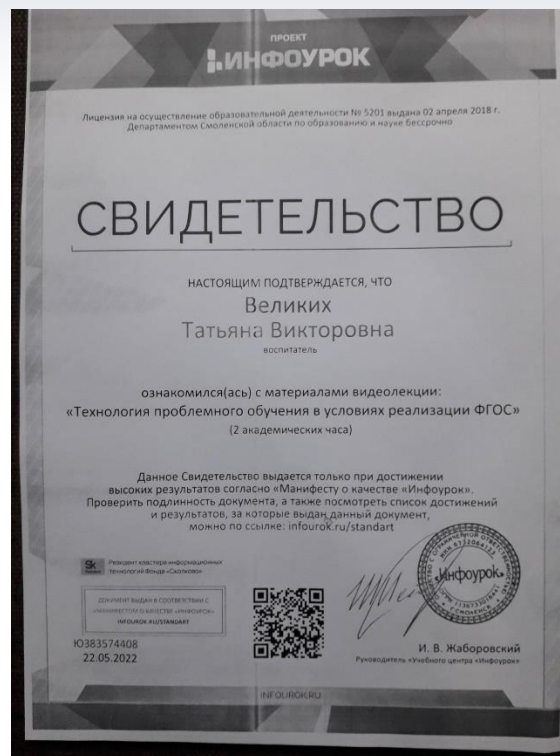 ПРОЕКТ
ИНФОУРОК
Лицензия на осуществление образовательной деятельности № 5201 выдана 02 апреля 2018 г.
Департаментом Смоленской области по образованию и науке бессрочно
СВИДЕТЕЛЬСТВО
НАСТОЯЩИМ ПОДТВЕРЖДАЕТСЯ, ЧТО
Великих
Татьяна Викторовна
воспитатель
ознакомился(ась) с материалами видеолекции:
«Технология проблемного обучения в условиях реализации ФГОС»
(2 академических часа)
Данное Свидетельство выдается только при достижении
высоких результатов согласно «Манифесту о качестве «Инфоурок».
Проверить подлинность документа, а также посмотреть список достижений
и результатов, за которые выдан данный документ,
можно по ссылке: infourok.ru/standart
Sk
Резидент кластера информационных
технологий Фонда «Сколково»
ДОКУМЕНТ ВЫДАН В СООТВЕТСТВИИ С
«МАНИФЕСТОМ О КАЧЕСТВЕ «ИНФОУРОК»
INFOUROK.RU/STANDART
Ю383574408
22.05.2022
«Инфоурок»
И. В. Жаборовский
Руководитель «Учебного центра «Инфоурок»
INFOUROK.RU